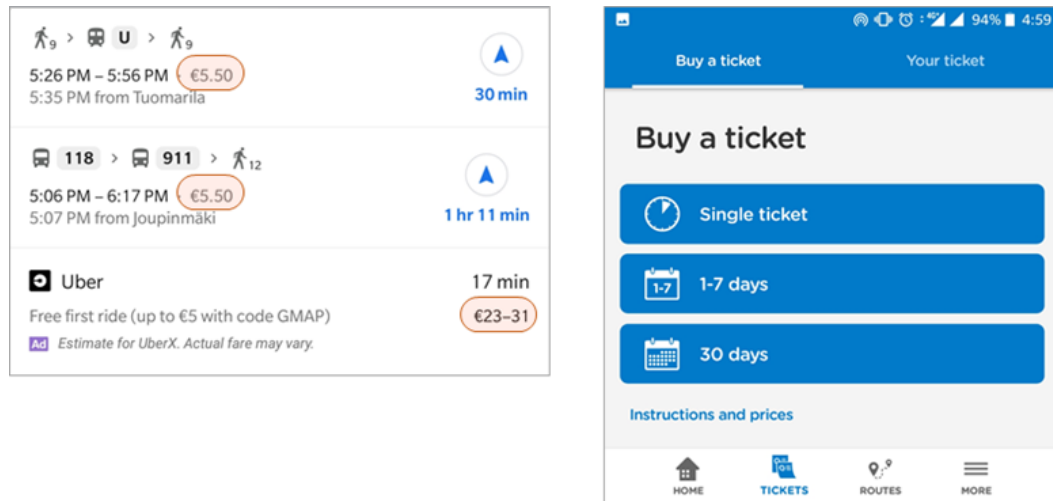 9 > U > 9
5:26 PM – 5:56 PM €5.50
5:35 PM from Tuomarila
30 min
118 > 911 > 12
5:06 PM – 6:17 PM €5.50
5:07 PM from Joupinmäki
1 hr 11 min
Uber
17 min
Free first ride (up to €5 with code GMAP)
€23–31
Ad Estimate for UberX. Actual fare may vary.
4G 94% 4:59
Buy a ticket Your ticket
Buy a ticket
Single ticket
1-7 1-7 days
30 days
Instructions and prices
HOME TICKETS ROUTES MORE